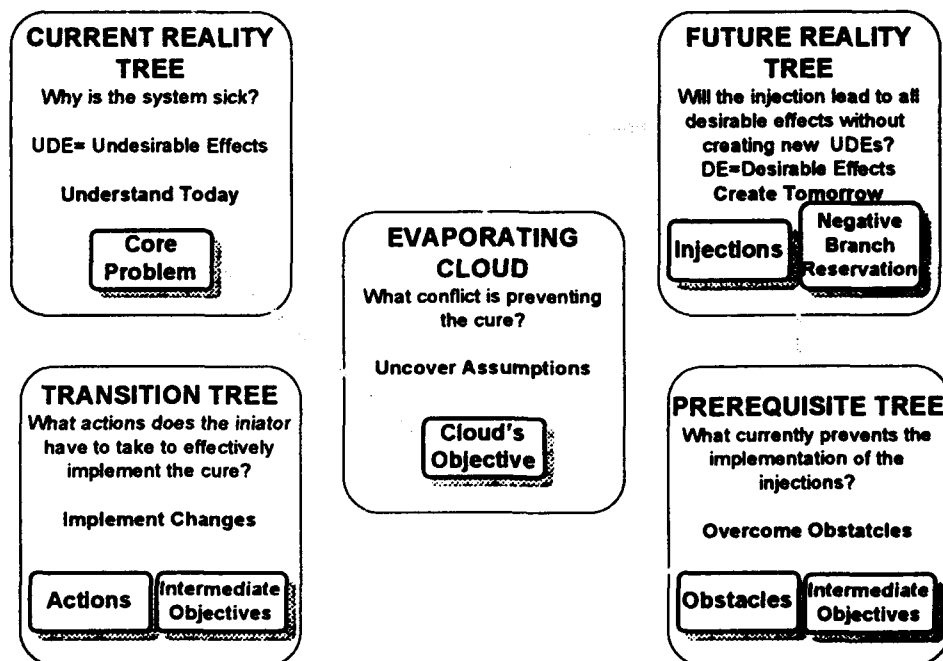 CURRENT REALITY
TREE
Why is the system sick?
UDE= Undesirable Effects
Understand Today
Core
Problem
FUTURE REALITY
TREE
Will the injection lead to all
desirable effects without
creating new UDEs?
DE=Desirable Effects
Create Tomorrow
Injections
Negative
Branch
Reservation
EVAPORATING
CLOUD
What conflict is preventing
the cure?
Uncover Assumptions
Cloud's
Objective
TRANSITION TREE
What actions does the iniator
have to take to effectively
implement the cure?
Implement Changes
Actions
Intermediate
Objectives
PREREQUISITE TREE
What currently prevents the
implementation of the
injections?
Overcome Obstatcles
Obstacles
Intermediate
Objectives